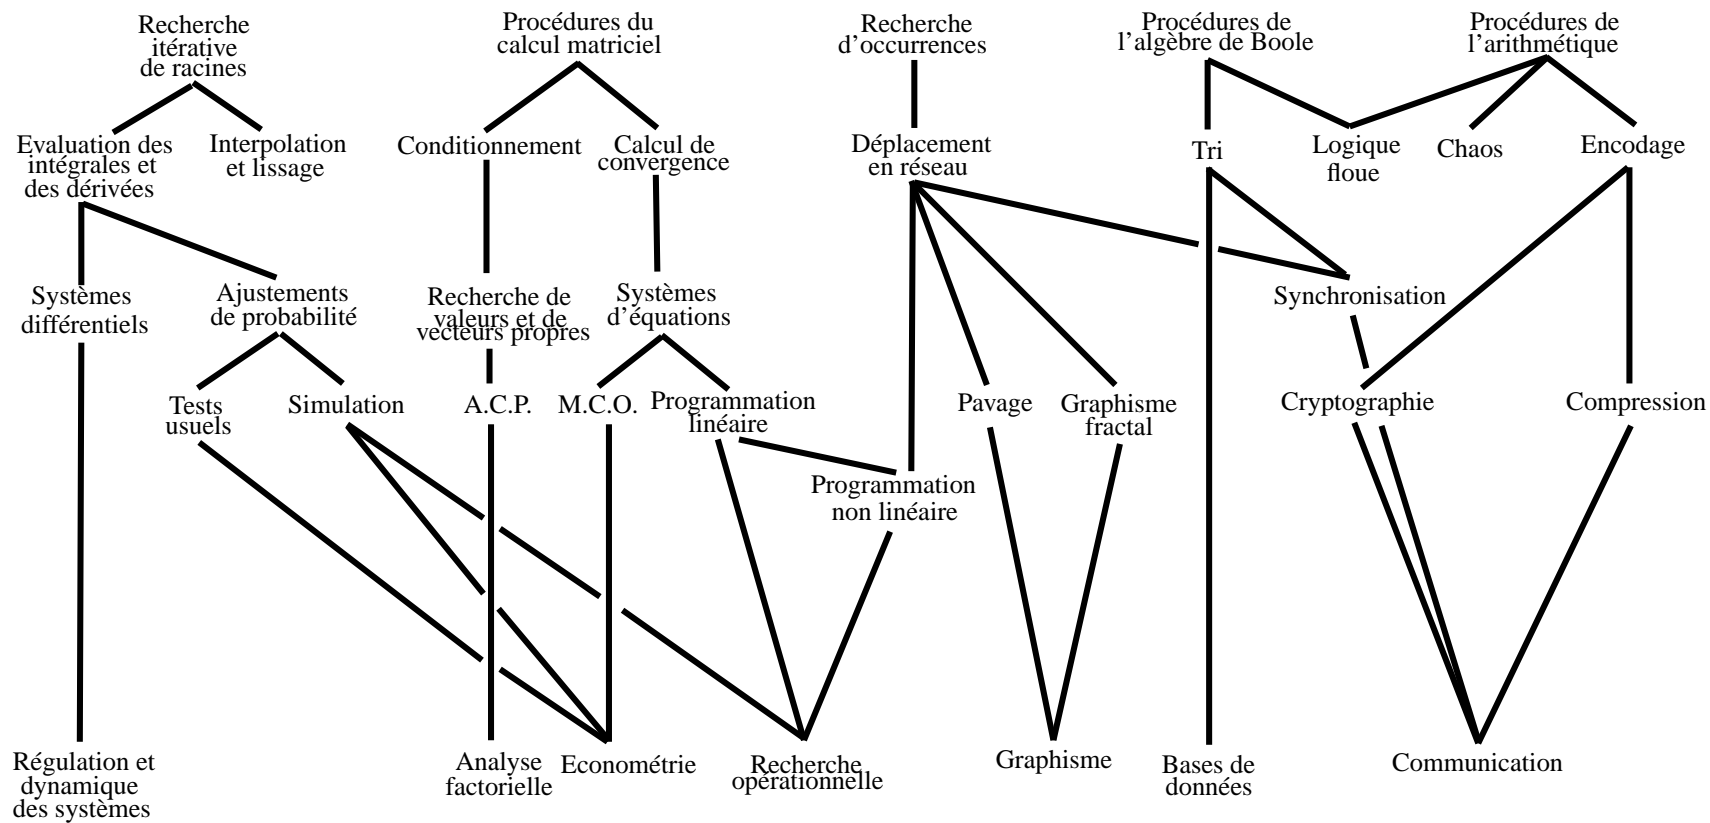 Recherche
itérative
de racines
Procédures du
calcul matriciel
Recherche
d’occurrences
Procédures de
l’algèbre de Boole
Procédures de
l’arithmétique
Evaluation des
intégrales et
des dérivées
Interpolation
et lissage
Conditionnement
Calcul de
convergence
Déplacement
en réseau
Tri
Logique
floue
Chaos
Encodage
Systèmes
différentiels
Ajustements
de probabilité
Recherche de
valeurs et de
vecteurs propres
Systèmes
d’équations
Synchronisation
Tests
usuels
Simulation
A.C.P.
M.C.O.
Programmation
linéaire
Pavage
Graphisme
fractal
Cryptographie
Compression
Programmation
non linéaire
Régulation et
dynamique
des systèmes
Analyse
factorielle
Econométrie
Recherche
opérationnelle
Graphisme
Bases de
données
Communication